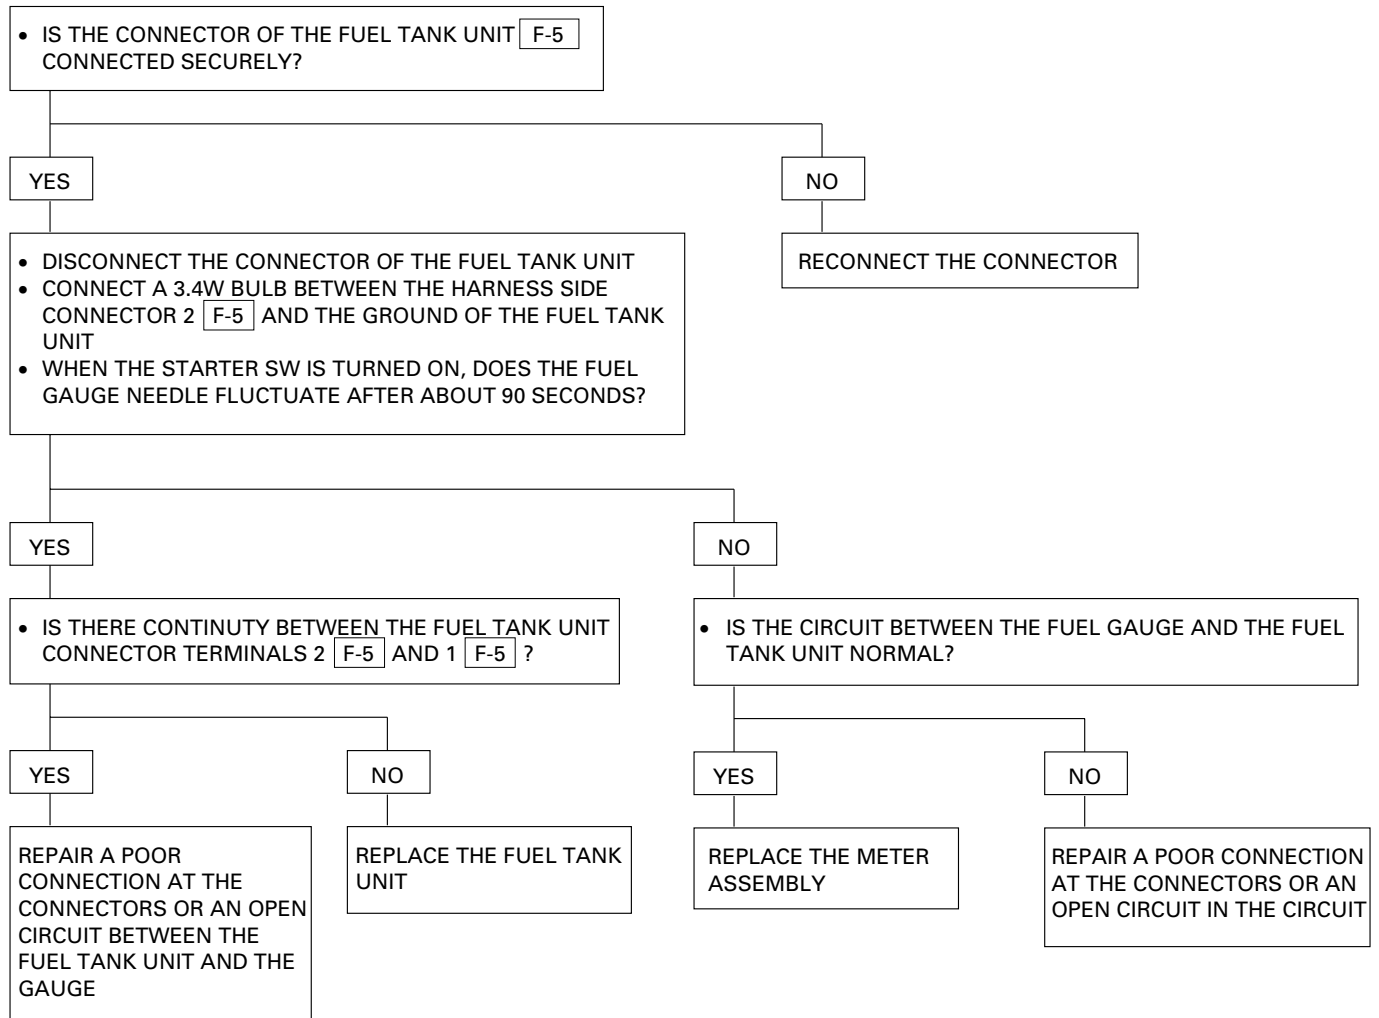 • IS THE CONNECTOR OF THE FUEL TANK UNIT F-5
CONNECTED SECURELY?
YES
NO
• DISCONNECT THE CONNECTOR OF THE FUEL TANK UNIT
• CONNECT A 3.4W BULB BETWEEN THE HARNESS SIDE
CONNECTOR 2 F-5 AND THE GROUND OF THE FUEL TANK
UNIT
• WHEN THE STARTER SW IS TURNED ON, DOES THE FUEL
GAUGE NEEDLE FLUCTUATE AFTER ABOUT 90 SECONDS?
RECONNECT THE CONNECTOR
YES
NO
• IS THERE CONTINUTY BETWEEN THE FUEL TANK UNIT
CONNECTOR TERMINALS 2 F-5 AND 1 F-5 ?
• IS THE CIRCUIT BETWEEN THE FUEL GAUGE AND THE FUEL
TANK UNIT NORMAL?
YES
NO
YES
NO
REPAIR A POOR
CONNECTION AT THE
CONNECTORS OR AN OPEN
CIRCUIT BETWEEN THE
FUEL TANK UNIT AND THE
GAUGE
REPLACE THE FUEL TANK
UNIT
REPLACE THE METER
ASSEMBLY
REPAIR A POOR CONNECTION
AT THE CONNECTORS OR AN
OPEN CIRCUIT IN THE CIRCUIT